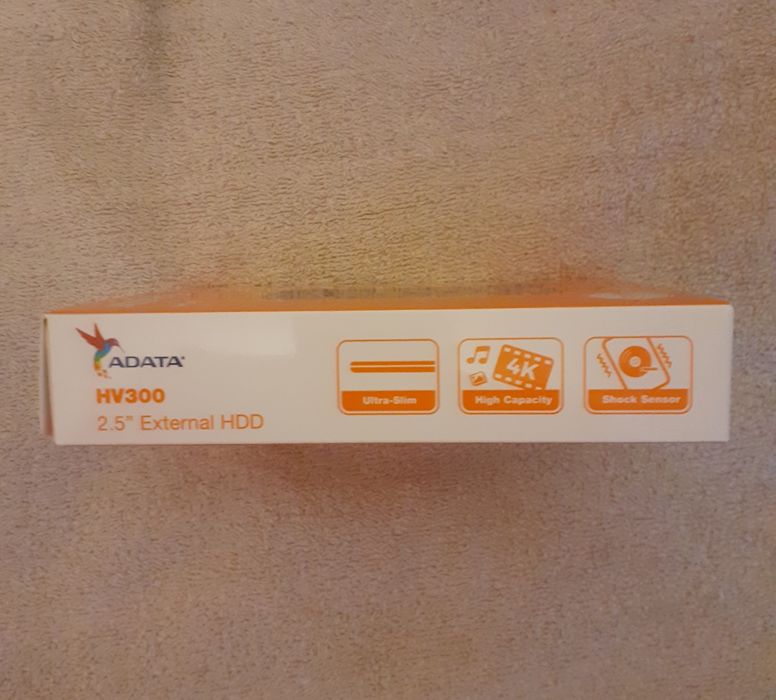 ADATA
HV300
2.5" External HDD
Ultra-Slim
4K
High Capacity
Shock Sensor